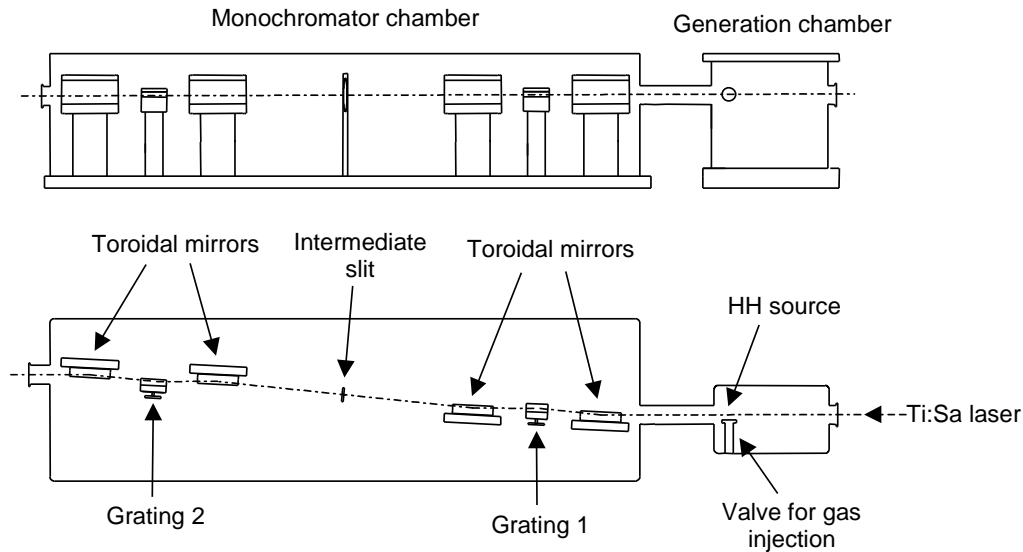 Monochromator chamber
Generation chamber
Toroidal mirrors
Intermediate
slit
Toroidal mirrors
HH source
Ti:Sa laser
Grating 2
Grating 1
Valve for gas
injection